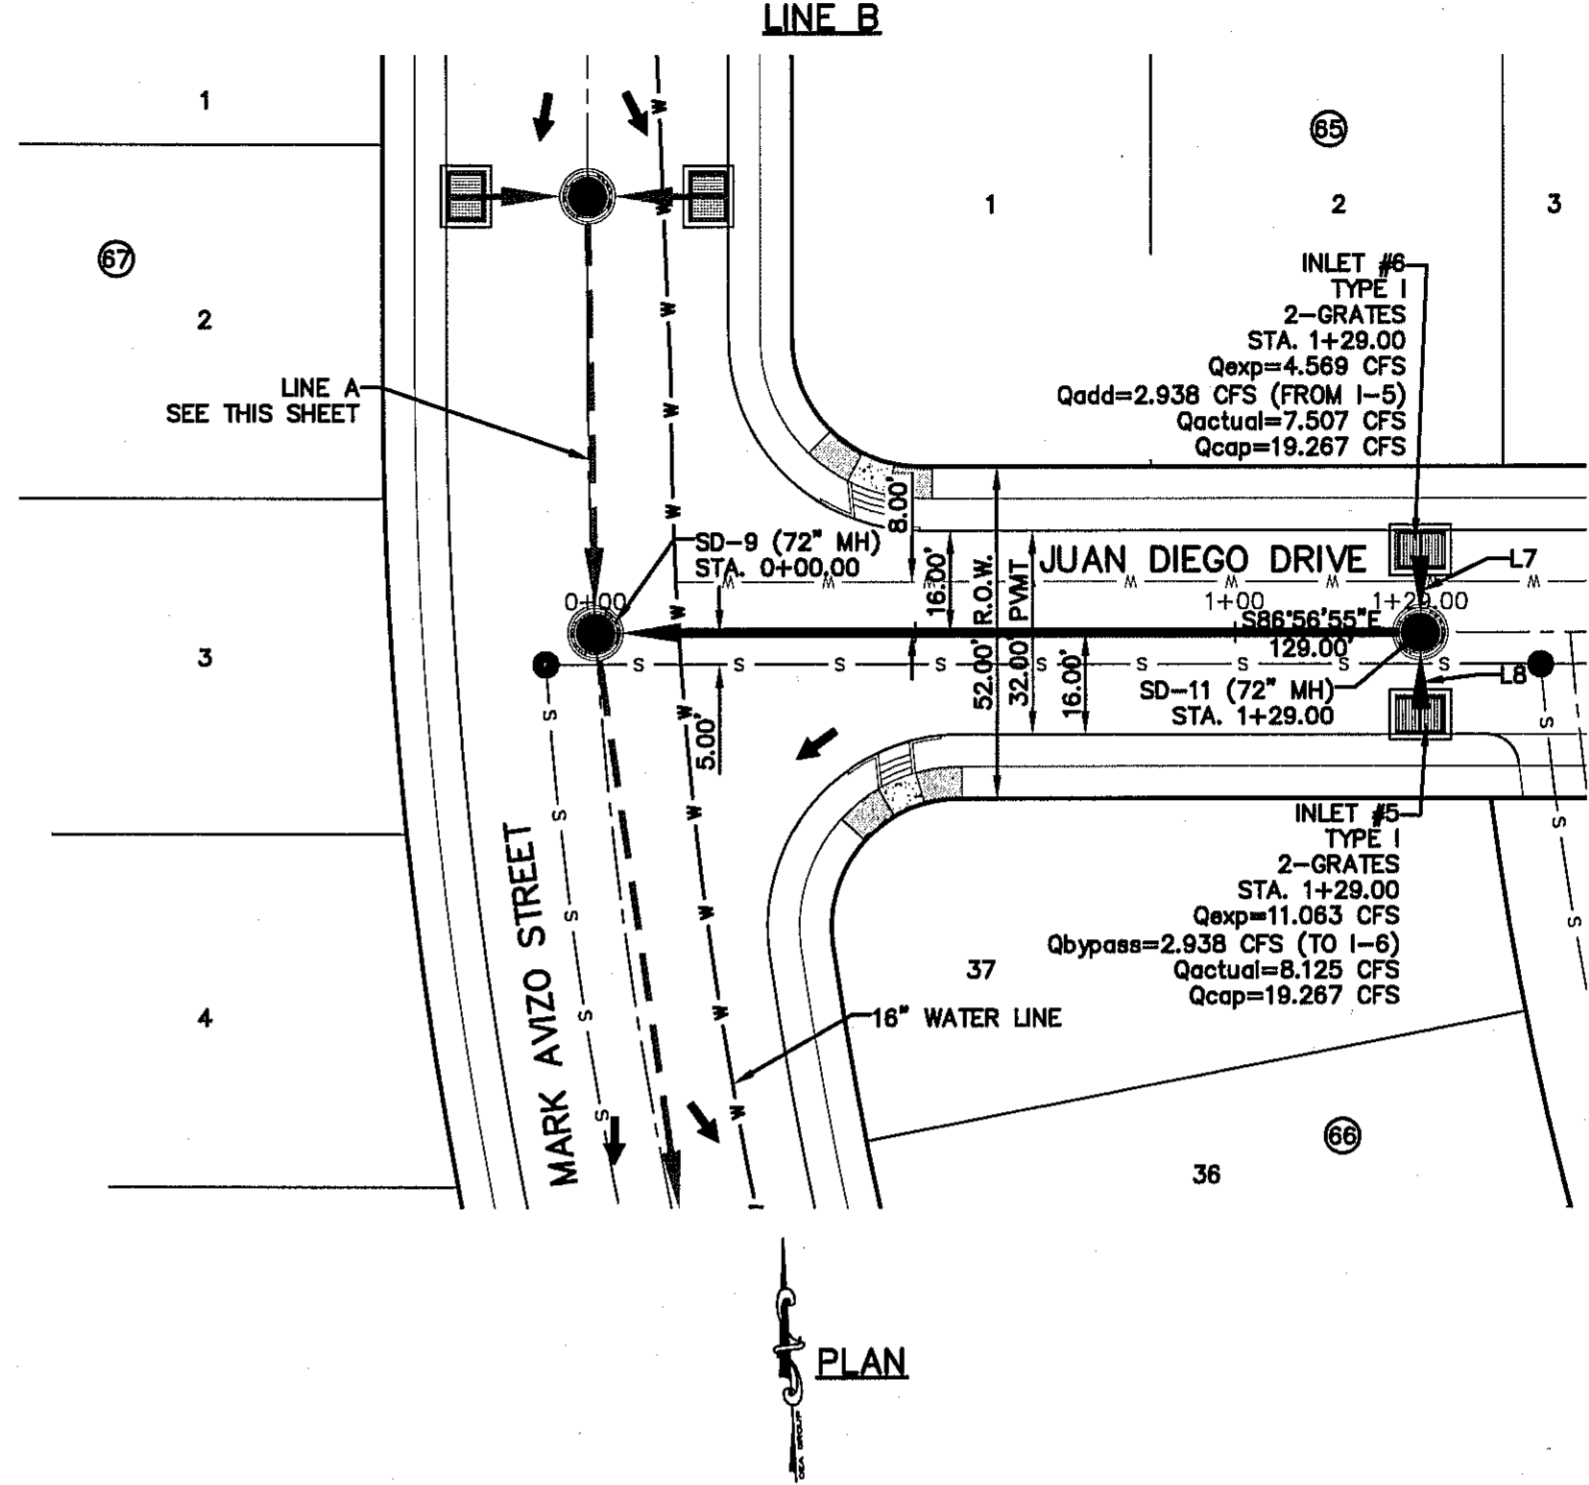 LINE B
1
65
1
2
3
67
2
INLET #6
TYPE I
2-GRATES
STA. 1+29.00
Qexp=4.569 CFS
Qadd=2.938 CFS (FROM I-5)
Qactual=7.507 CFS
Qcap=19.267 CFS
LINE A
SEE THIS SHEET
8.00'
SD-9 (72" MH)
STA. 0+00.00
JUAN DIEGO DRIVE
L7
16.00'
52.00' R.O.W.
32.00' PVMT
0+00
1+00
1+29.00
S86°56'55"E
129.00'
3
W W W W W W W W W W W W
W W W W W W
S S S S S S S S S
S S S S S
S S S
16.00'
SD-11 (72" MH)
STA. 1+29.00
L8
5.00'
INLET #5
TYPE I
2-GRATES
STA. 1+29.00
Qexp=11.063 CFS
Qbypass=2.938 CFS (TO I-6)
Qactual=8.125 CFS
Qcap=19.267 CFS
MARK AVIZO STREET
37
4
16" WATER LINE
66
36
PLAN
DEA GROUP